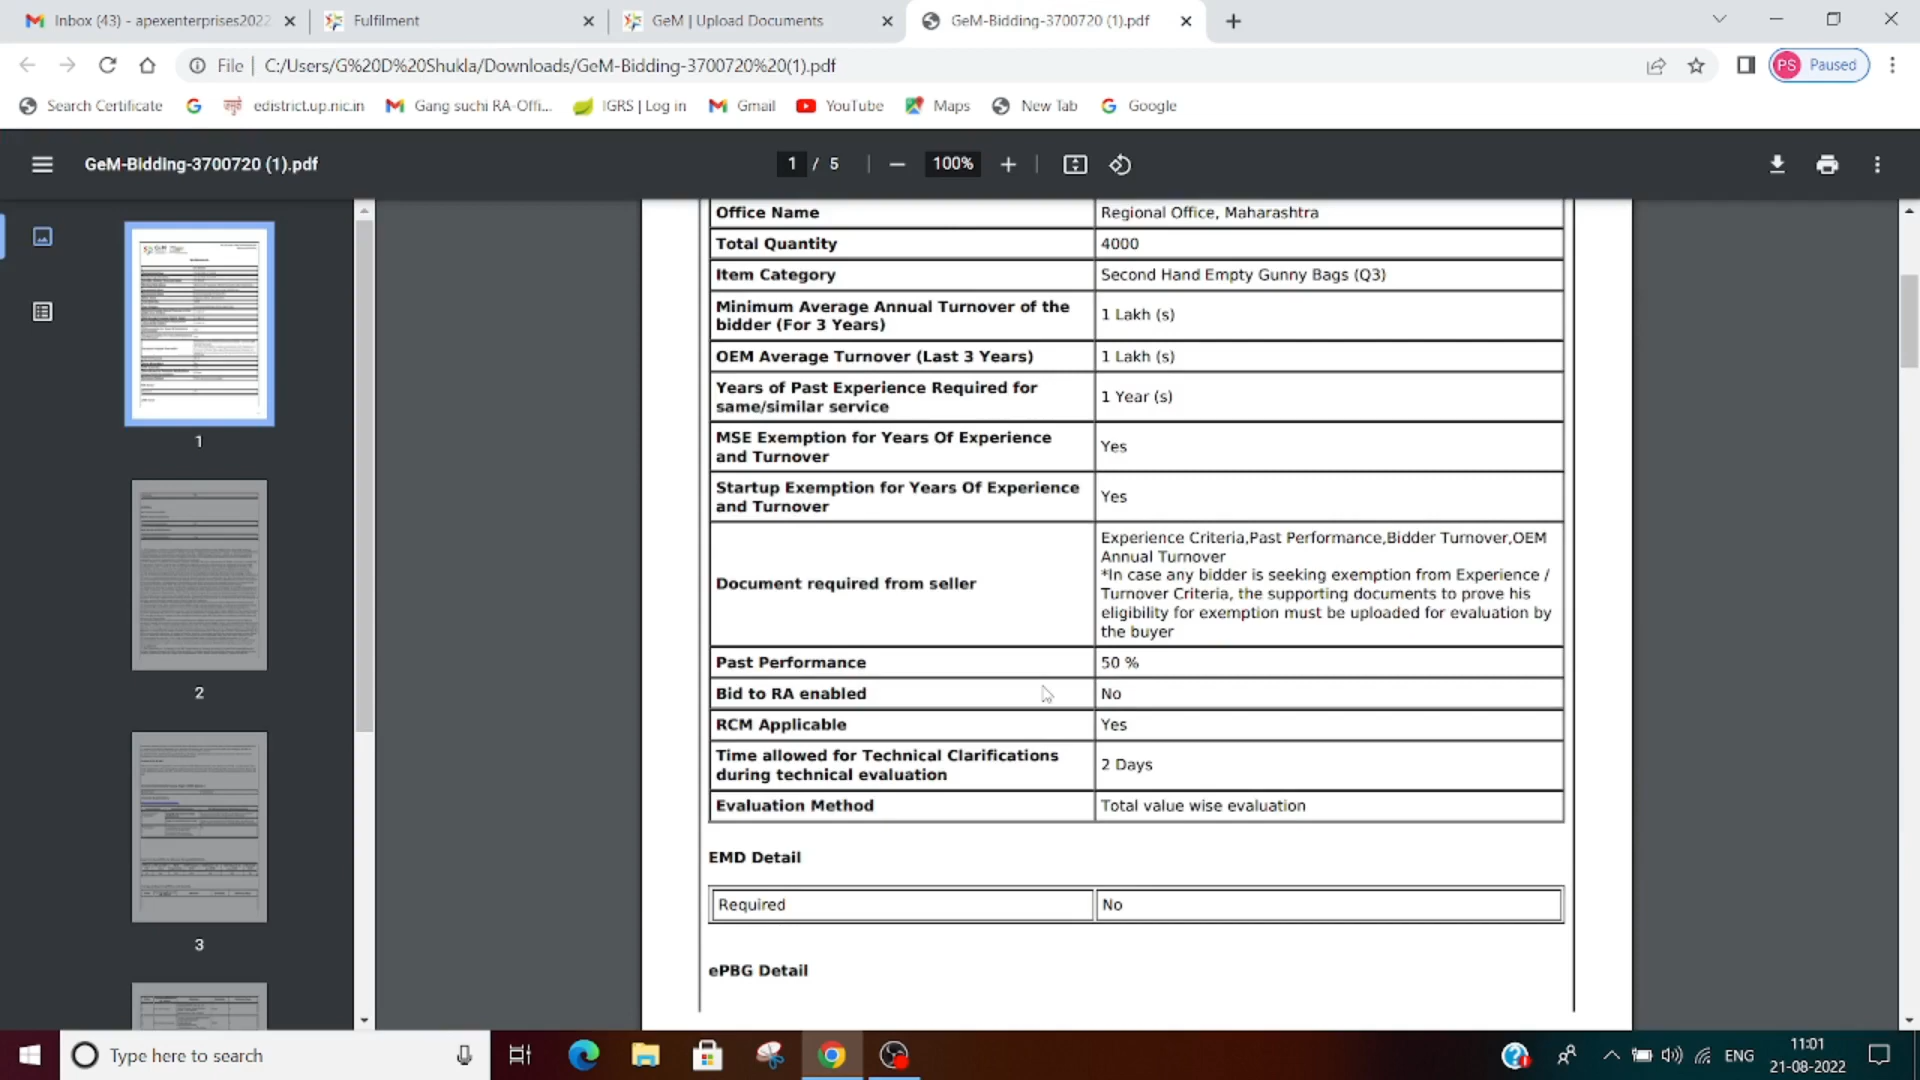 Inbox (43) - apexenterprises2022
Fulfilment
GeM | Upload Documents
GeM-Bidding-3700720 (1).pdf
File
C:/Users/G%20D%20Shukla/Downloads/GeM-Bidding-3700720%20(1).pdf
PS Paused
Search Certificate
edistrict.up.nic.in
Gang suchi RA-Offi...
IGRS | Log in
Gmail
YouTube
Maps
New Tab
Google
GeM-Bidding-3700720 (1).pdf
1 / 5
100%
1
2
3
Office Name
Regional Office, Maharashtra
Total Quantity
4000
Item Category
Second Hand Empty Gunny Bags (Q3)
Minimum Average Annual Turnover of the
bidder (For 3 Years)
1 Lakh (s)
OEM Average Turnover (Last 3 Years)
1 Lakh (s)
Years of Past Experience Required for
same/similar service
1 Year (s)
MSE Exemption for Years Of Experience
and Turnover
Yes
Startup Exemption for Years Of Experience
and Turnover
Yes
Document required from seller
Experience Criteria,Past Performance,Bidder Turnover,OEM
Annual Turnover
*In case any bidder is seeking exemption from Experience /
Turnover Criteria, the supporting documents to prove his
eligibility for exemption must be uploaded for evaluation by
the buyer
Past Performance
50 %
Bid to RA enabled
No
RCM Applicable
Yes
Time allowed for Technical Clarifications
during technical evaluation
2 Days
Evaluation Method
Total value wise evaluation
EMD Detail
Required
No
ePBG Detail
Type here to search
ENG
11:01
21-08-2022